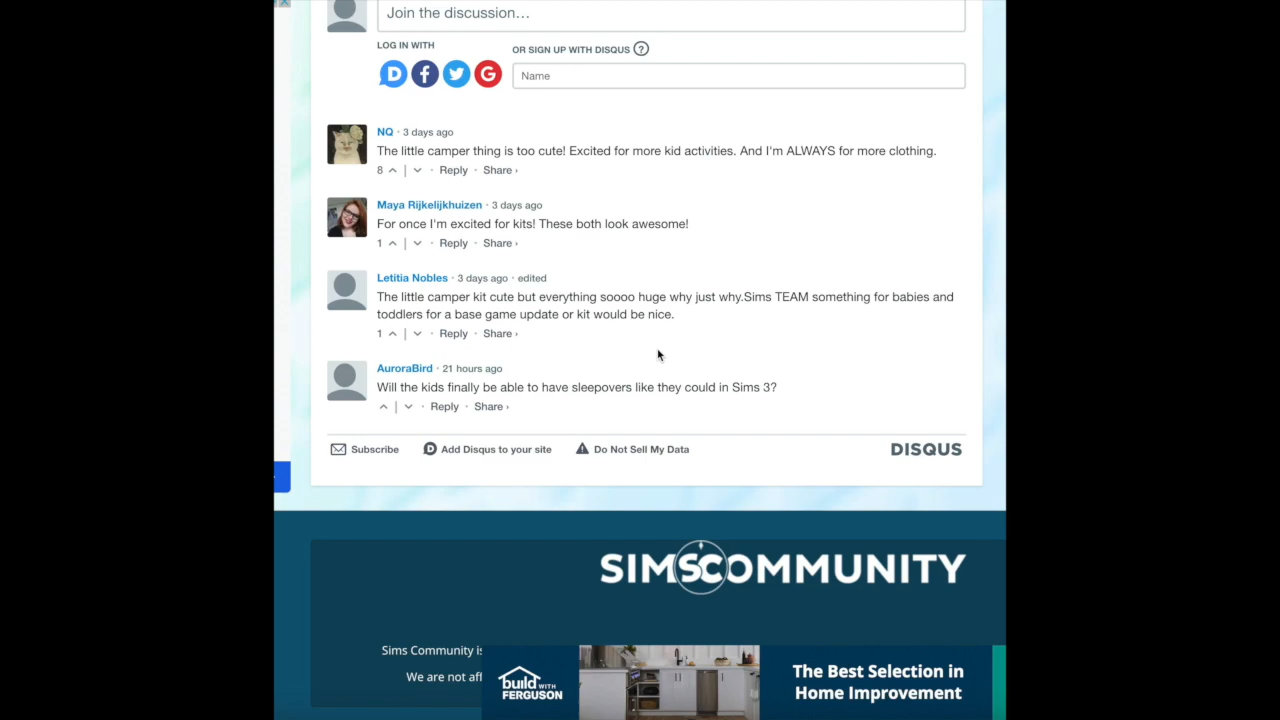 Join the discussion…
LOG IN WITH
OR SIGN UP WITH DISQUS ?
Name
NQ · 3 days ago
The little camper thing is too cute! Excited for more kid activities. And I'm ALWAYS for more clothing.
8 | · Reply · Share ›
Maya Rijkelijkhuizen · 3 days ago
For once I'm excited for kits! These both look awesome!
1 | · Reply · Share ›
Letitia Nobles · 3 days ago · edited
The little camper kit cute but everything soooo huge why just why.Sims TEAM something for babies and
toddlers for a base game update or kit would be nice.
1 | · Reply · Share ›
AuroraBird · 21 hours ago
Will the kids finally be able to have sleepovers like they could in Sims 3?
| · Reply · Share ›
Subscribe
Add Disqus to your site
Do Not Sell My Data
DISQUS
SIMSCOMMUNITY
Sims Community is
We are not aff
build WITH
FERGUSON
The Best Selection in
Home Improvement